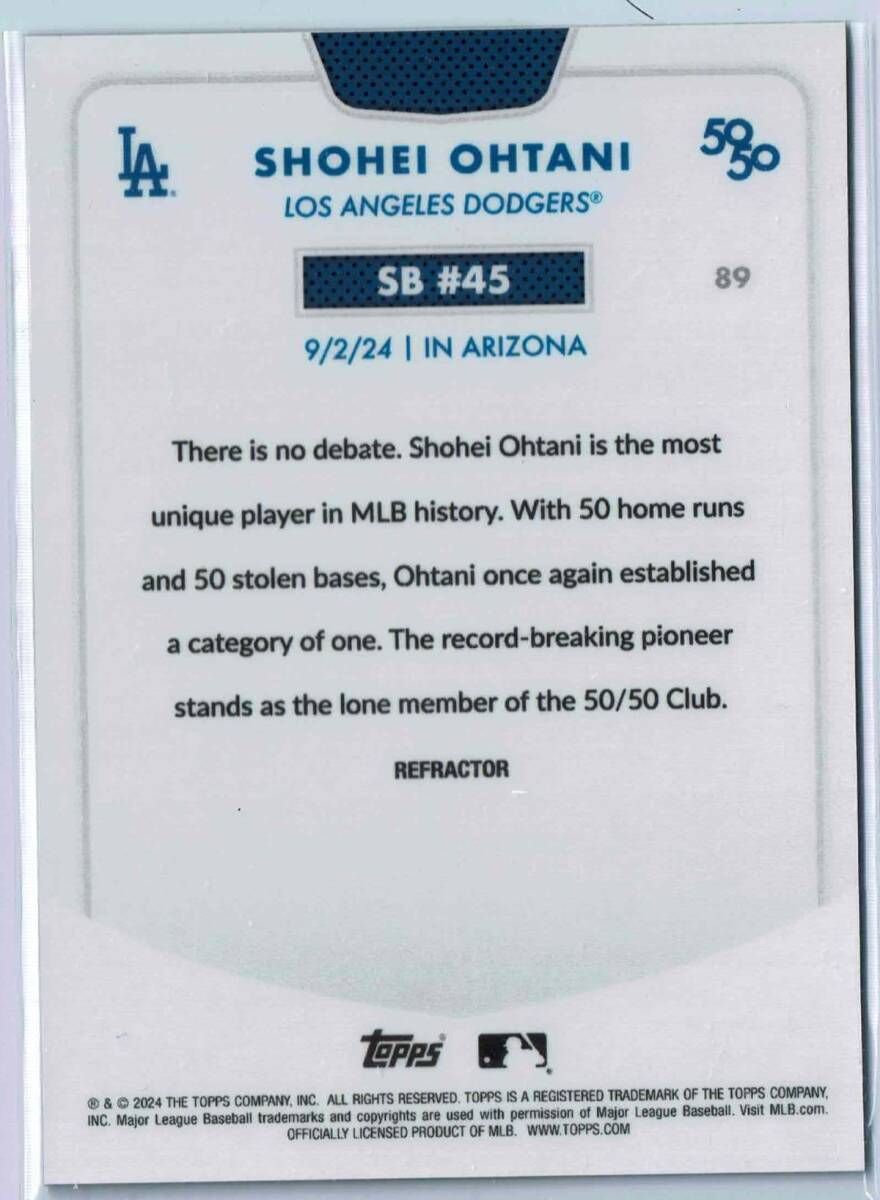 LA
SHOHEI OHTANI
50
50
LOS ANGELES DODGERS®
SB #45
89
9/2/24 | IN ARIZONA
There is no debate. Shohei Ohtani is the most
unique player in MLB history. With 50 home runs
and 50 stolen bases, Ohtani once again established
a category of one. The record-breaking pioneer
stands as the lone member of the 50/50 Club.
REFRACTOR
topps
® & © 2024 THE TOPPS COMPANY, INC. ALL RIGHTS RESERVED. TOPPS IS A REGISTERED TRADEMARK OF THE TOPPS COMPANY,
INC. Major League Baseball trademarks and copyrights are used with permission of Major League Baseball. Visit MLB.com.
OFFICIALLY LICENSED PRODUCT OF MLB. WWW.TOPPS.COM